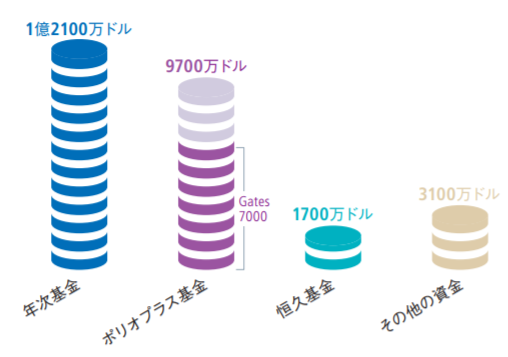 1億2100万ドル
9700万ドル
Gates
7000
1700万ドル
3100万ドル
年次基金
ポリオプラス基金
恒久基金
その他の資金